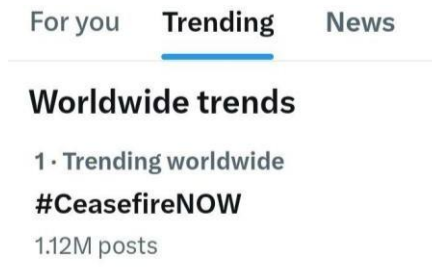 For you Trending News
Worldwide trends
1 · Trending worldwide
#CeasefireNOW
1.12M posts